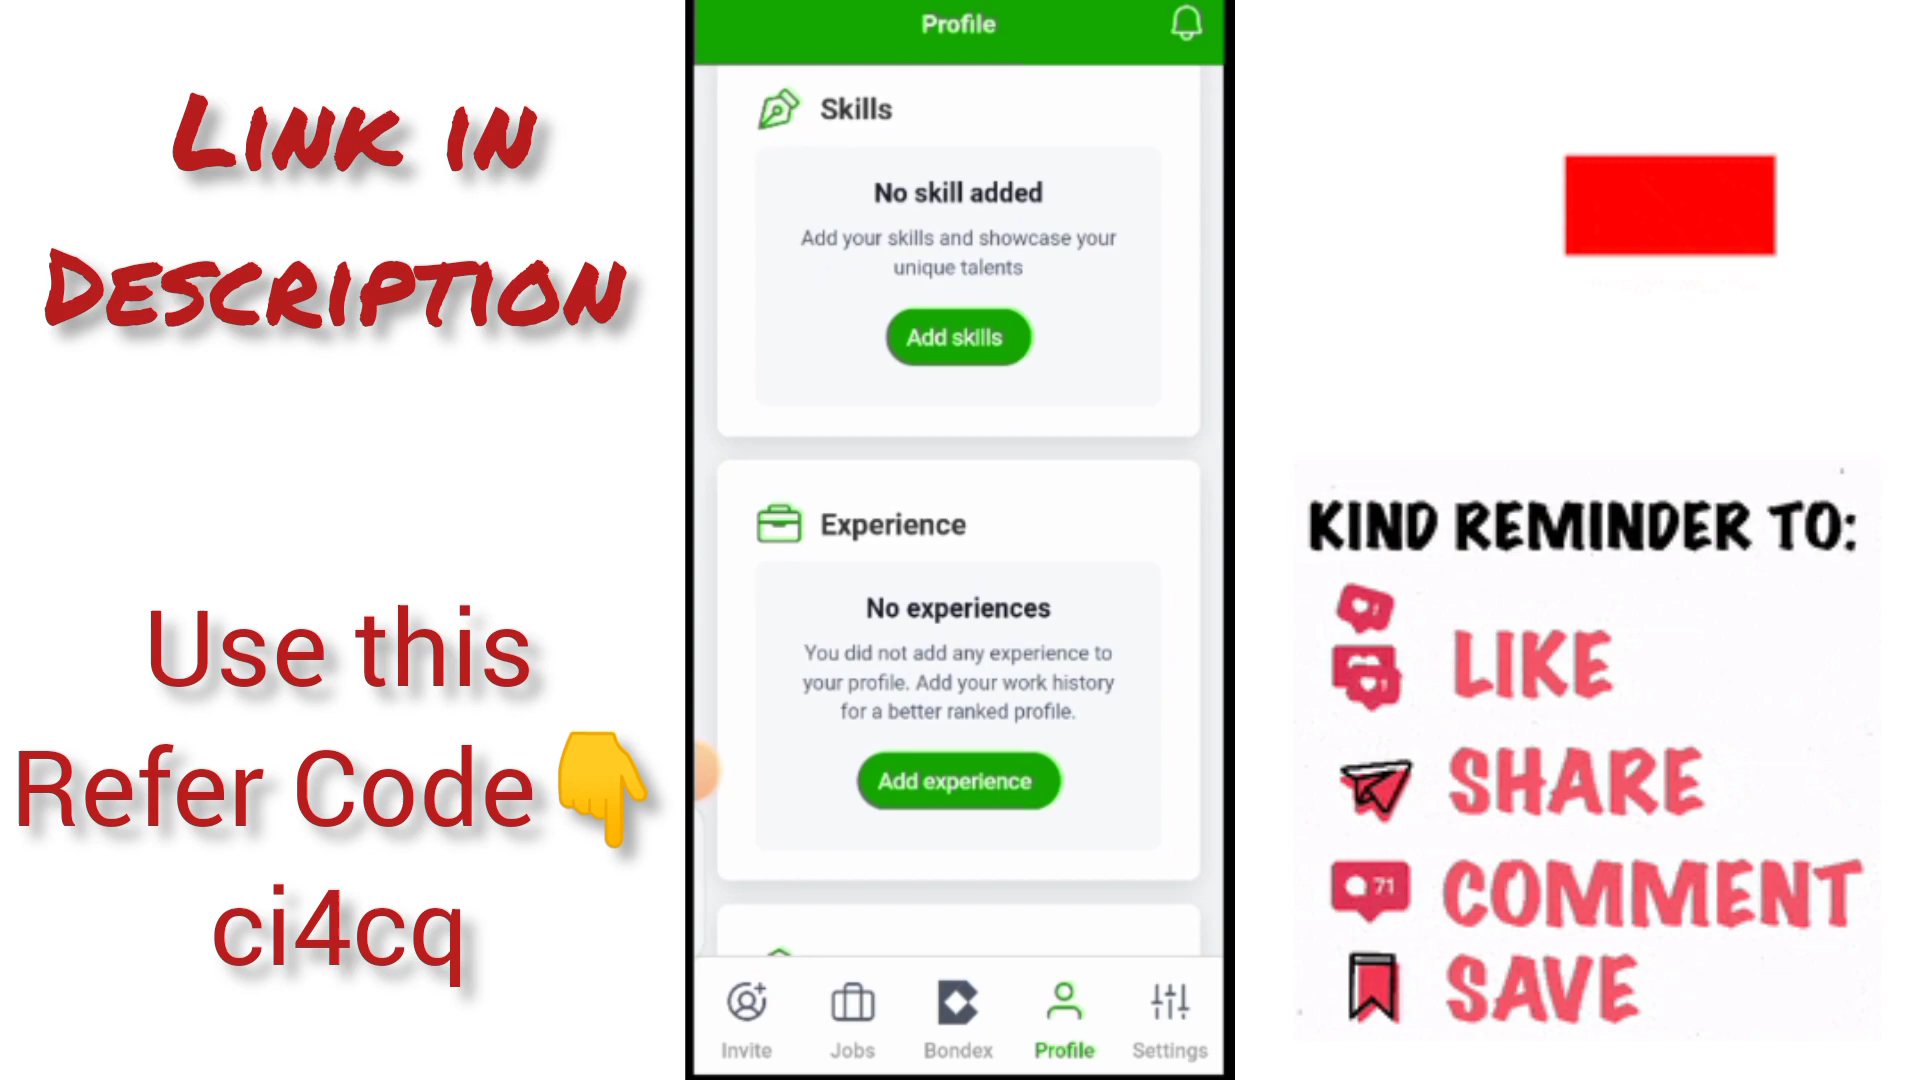 Link in
Description
Use this
Refer Code👇
ci4cq
Profile
Skills
No skill added
Add your skills and showcase your
unique talents
Add skills
Experience
No experiences
You did not add any experience to
your profile. Add your work history
for a better ranked profile.
Add experience
Invite
Jobs
Bondex
Profile
Settings
KIND REMINDER TO:
LIKE
SHARE
71
COMMENT
SAVE